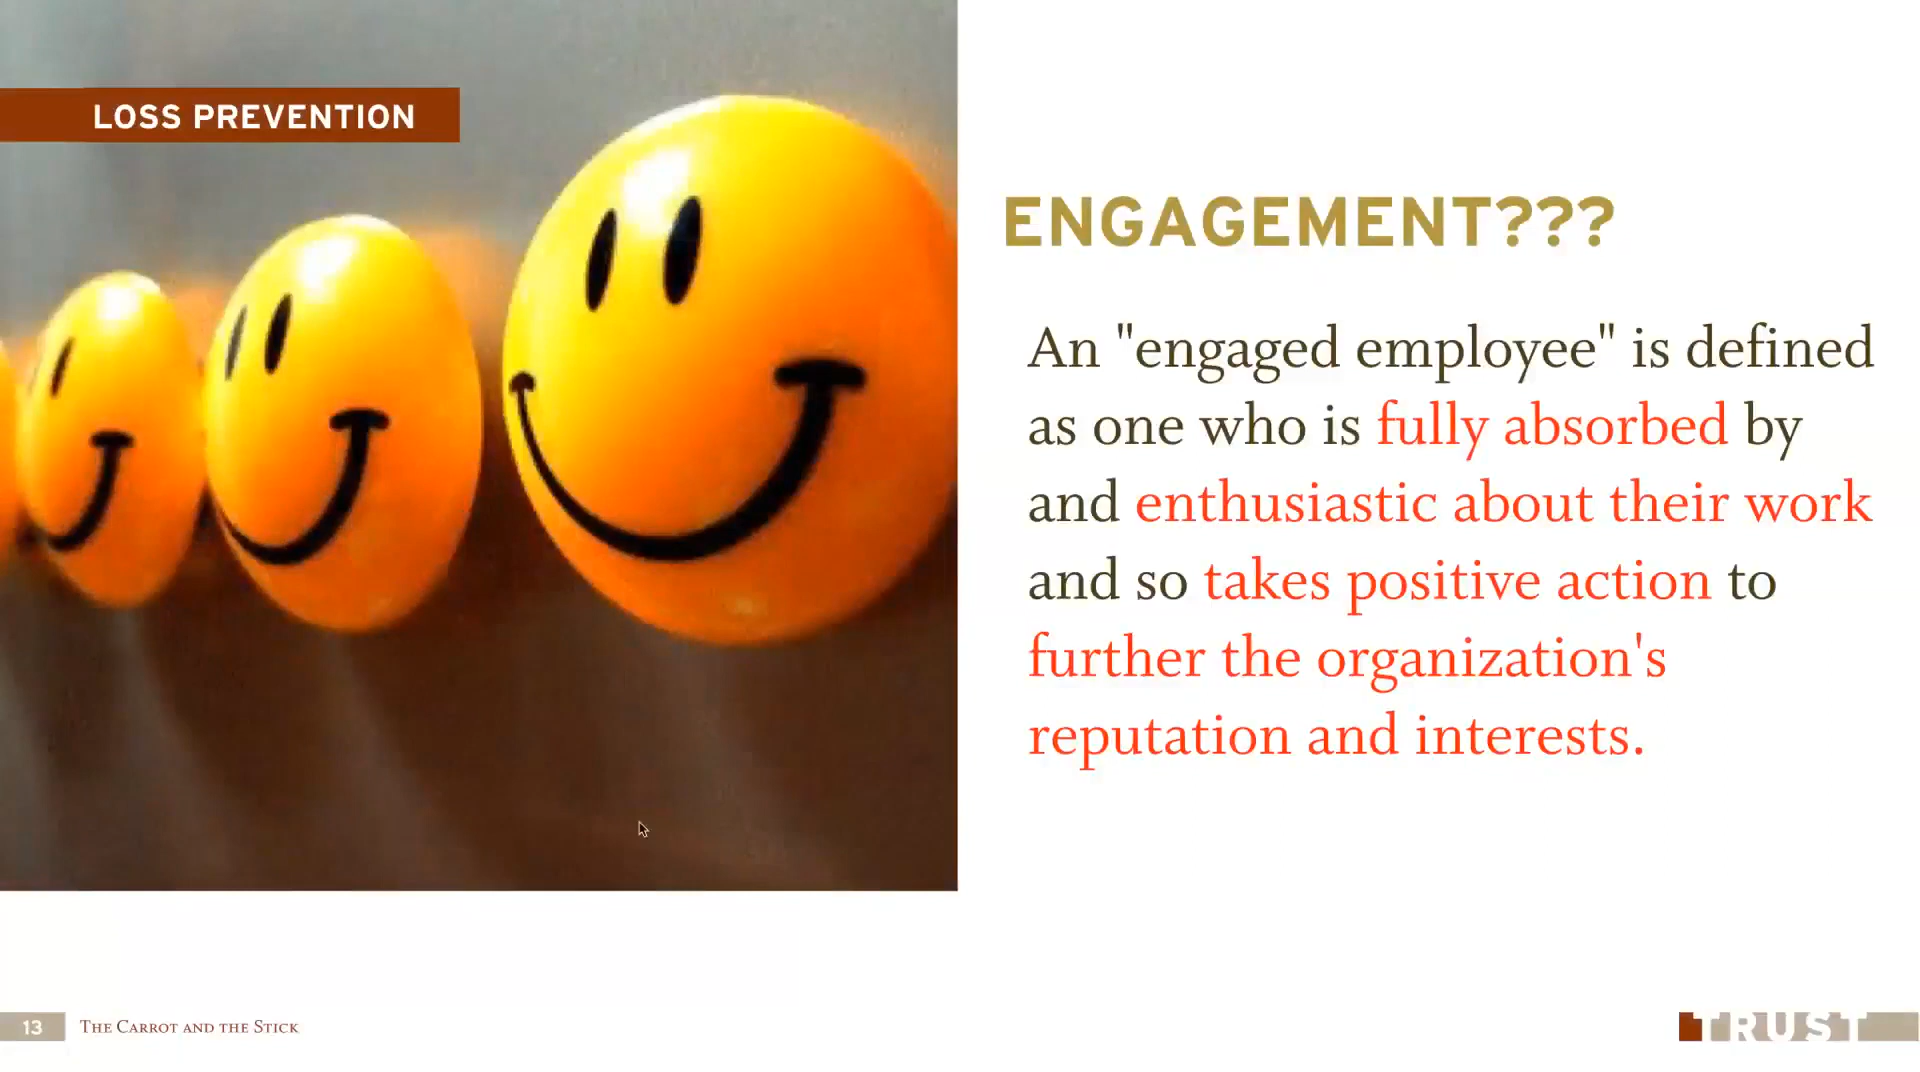 LOSS PREVENTION
ENGAGEMENT???
An "engaged employee" is defined
as one who is fully absorbed by
and enthusiastic about their work
and so takes positive action to
further the organization's
reputation and interests.
13 The Carrot and the Stick
TRUST